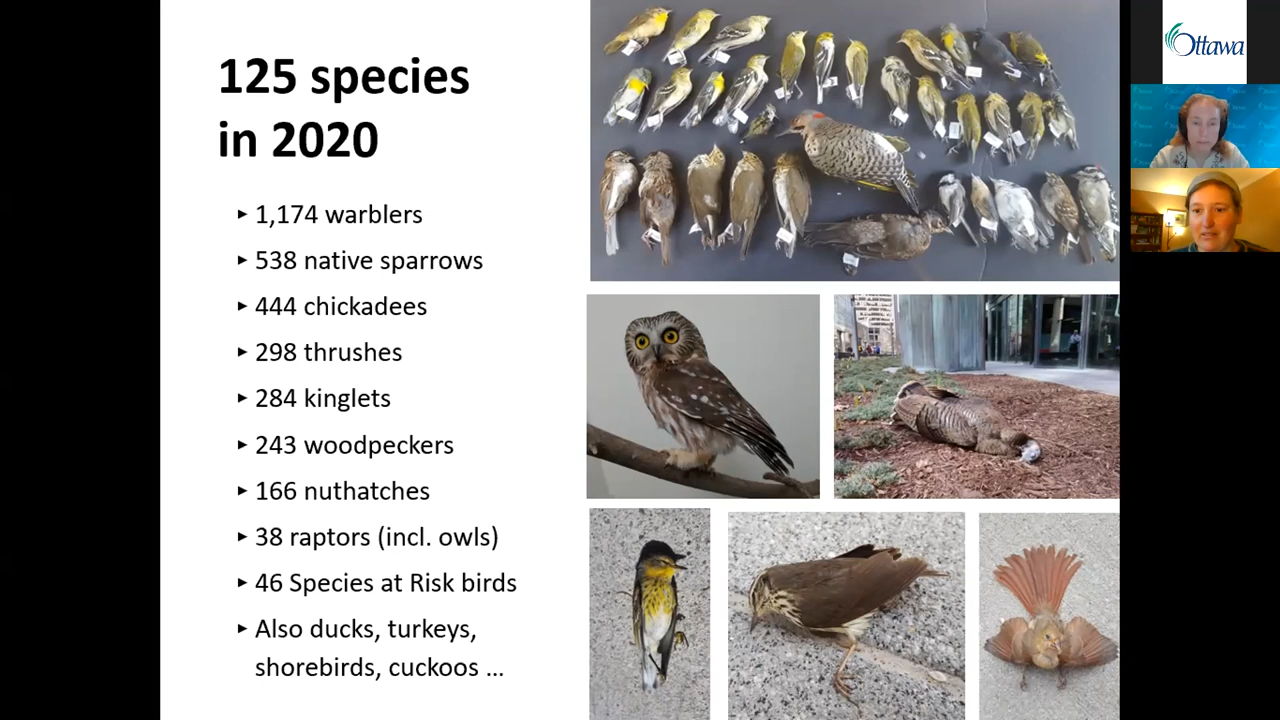 125 species
in 2020
‣ 1,174 warblers
‣ 538 native sparrows
‣ 444 chickadees
‣ 298 thrushes
‣ 284 kinglets
‣ 243 woodpeckers
‣ 166 nuthatches
‣ 38 raptors (incl. owls)
‣ 46 Species at Risk birds
‣ Also ducks, turkeys,
shorebirds, cuckoos ...
Ottawa